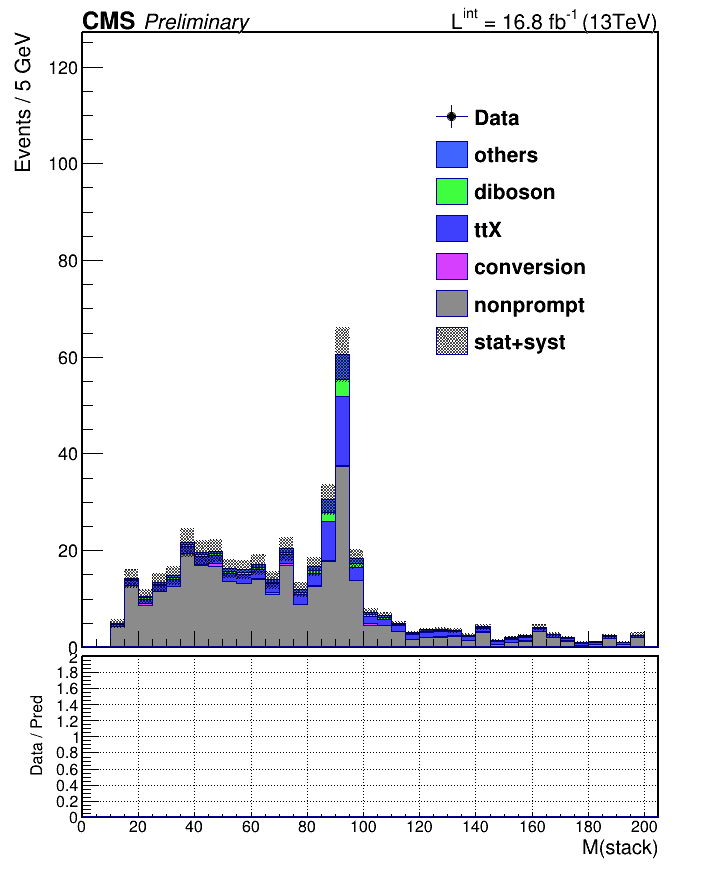 CMS Preliminary
L^int = 16.8 fb^-1 (13TeV)
Events / 5 GeV
120
100
80
60
40
20
0
Data
others
diboson
ttX
conversion
nonprompt
stat+syst
Data / Pred
2
1.8
1.6
1.4
1.2
1
0.8
0.6
0.4
0.2
0
0 20 40 60 80 100 120 140 160 180 200
M(stack)